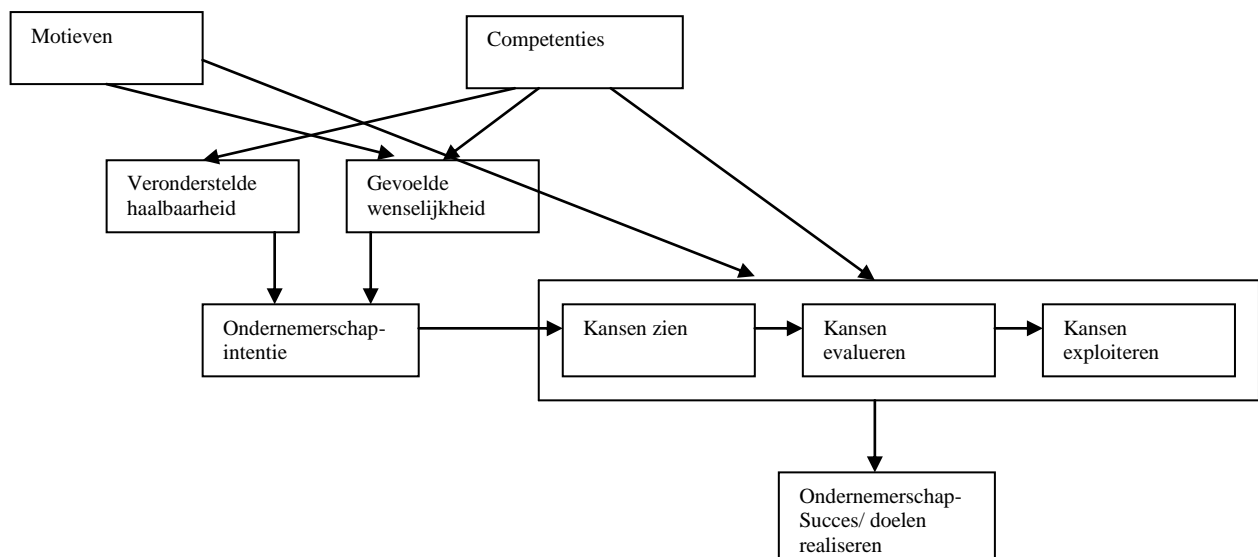 Motieven
Competenties
Veronderstelde
haalbaarheid
Gevoelde
wenselijkheid
Ondernemerschap-
intentie
Kansen zien
Kansen
evalueren
Kansen
exploiteren
Ondernemerschap-
Succes/ doelen
realiseren